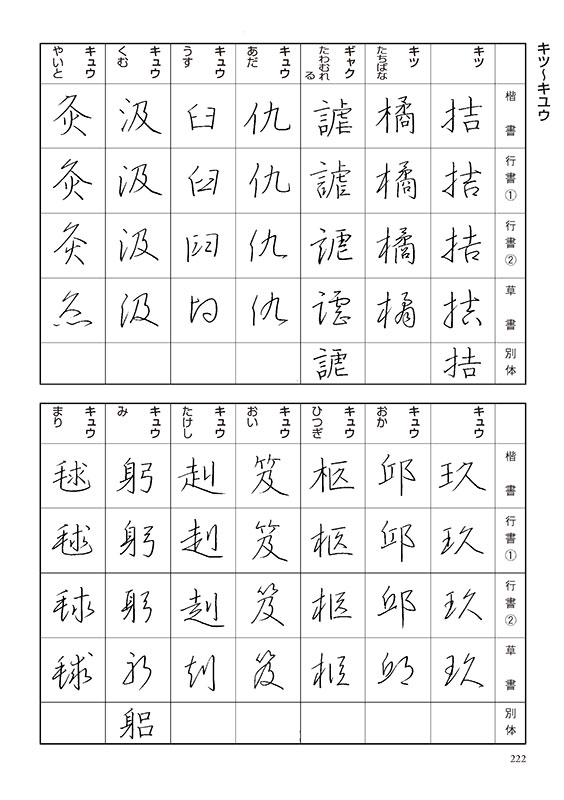 キツ～キユウ
楷書 行書① 行書② 草書 別体
キツ
拮 拮 拮 拮 拮
キツ
たちばな
橘 橘 橘 橘
ギャク
たわむれる
謔 謔 謔 謔 謔
キュウ
あだ
仇 仇 仇 仇
キュウ
うす
臼 臼 臼 臼
キュウ
くむ
汲 汲 汲 汲
キュウ
やいと
灸 灸 灸 灸
楷書 行書① 行書② 草書 別体
キュウ
玖 玖 玖 玖
キュウ
おか
邱 邱 邱 邱
キュウ
ひつぎ
柩 柩 柩 柩
キュウ
おい
笈 笈 笈 笈
キュウ
たけし
赳 赳 赳 赳
キュウ
み
躬 躬 躬 躬 躳
キュウ
まり
毬 毬 毬 毬
222